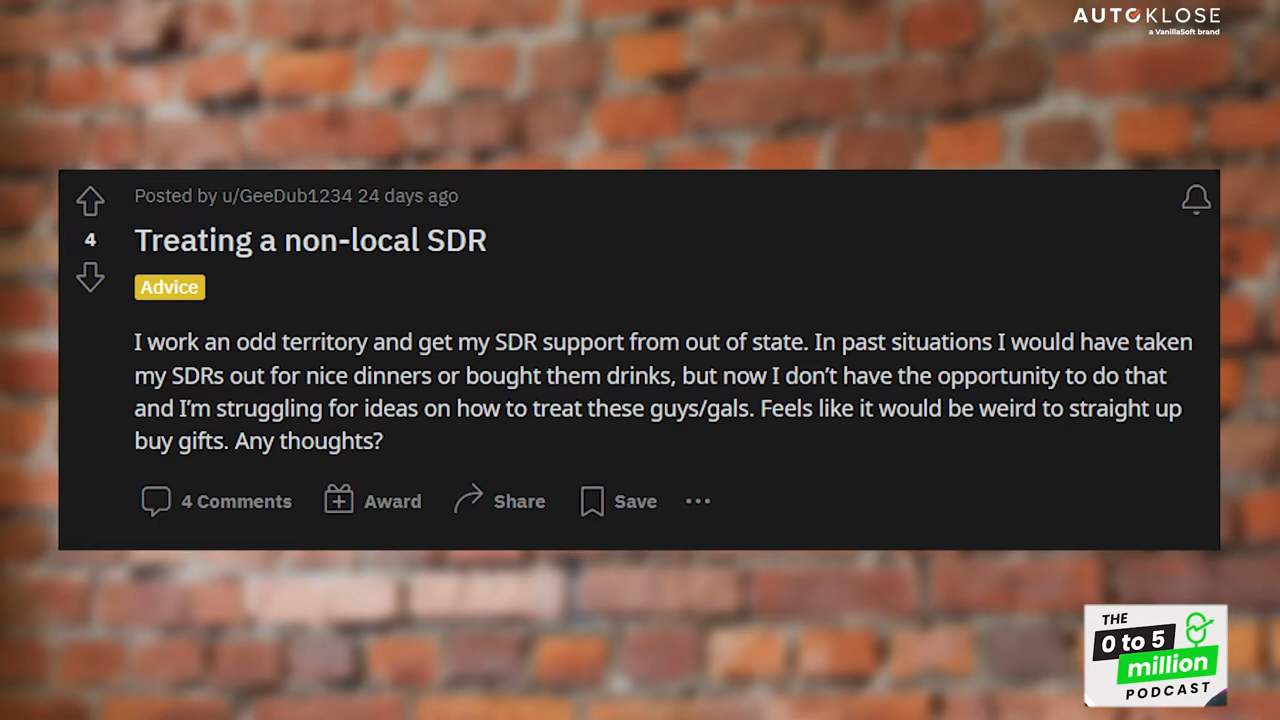 AUTOKLOSE
a VanillaSoft brand
Posted by u/GeeDub1234 24 days ago
4
Treating a non-local SDR
Advice
I work an odd territory and get my SDR support from out of state. In past situations I would have taken
my SDRs out for nice dinners or bought them drinks, but now I don't have the opportunity to do that
and I'm struggling for ideas on how to treat these guys/gals. Feels like it would be weird to straight up
buy gifts. Any thoughts?
4 Comments Award Share Save
THE
0 to 5
million
PODCAST